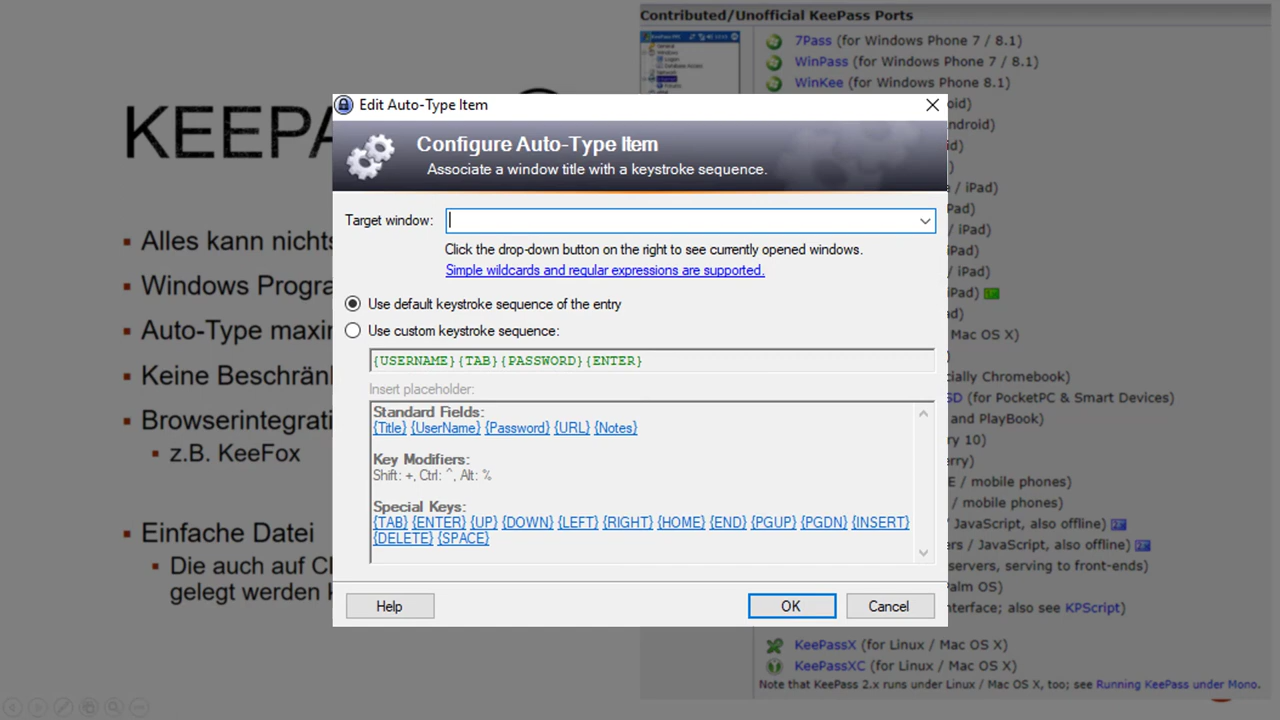 Contributed/Unofficial KeePass Ports
7Pass (for Windows Phone 7 / 8.1)
WinPass (for Windows Phone 7 / 8.1)
WinKee (for Windows Phone 8.1)
Edit Auto-Type Item
Configure Auto-Type Item
Associate a window title with a keystroke sequence.
KEEPA
Target window:
Click the drop-down button on the right to see currently opened windows.
Simple wildcards and regular expressions are supported.
Use default keystroke sequence of the entry
Use custom keystroke sequence:
{USERNAME}{TAB}{PASSWORD}{ENTER}
Insert placeholder:
Standard Fields:
{Title} {UserName} {Password} {URL} {Notes}
Key Modifiers:
Shift: +, Ctrl: ^, Alt: %
Special Keys:
{TAB} {ENTER} {UP} {DOWN} {LEFT} {RIGHT} {HOME} {END} {PGUP} {PGDN} {INSERT}
{DELETE} {SPACE}
Help
OK
Cancel
Alles kann nichts
Windows Progra
Auto-Type maxi
Keine Beschrän
Browserintegrati
z.B. KeeFox
Einfache Datei
Die auch auf Cl
gelegt werden k
/ iPad)
/ iPad)
/ iPad)
Mac OS X)
cially Chromebook)
SD (for PocketPC & Smart Devices)
and PlayBook)
ry 10)
erry)
E / mobile phones)
/ mobile phones)
/ JavaScript, also offline)
rs / JavaScript, also offline)
servers, serving to front-ends)
alm OS)
nterface; also see KPScript)
KeePassX (for Linux / Mac OS X)
KeePassXC (for Linux / Mac OS X)
Note that KeePass 2.x runs under Linux / Mac OS X, too; see Running KeePass under Mono.